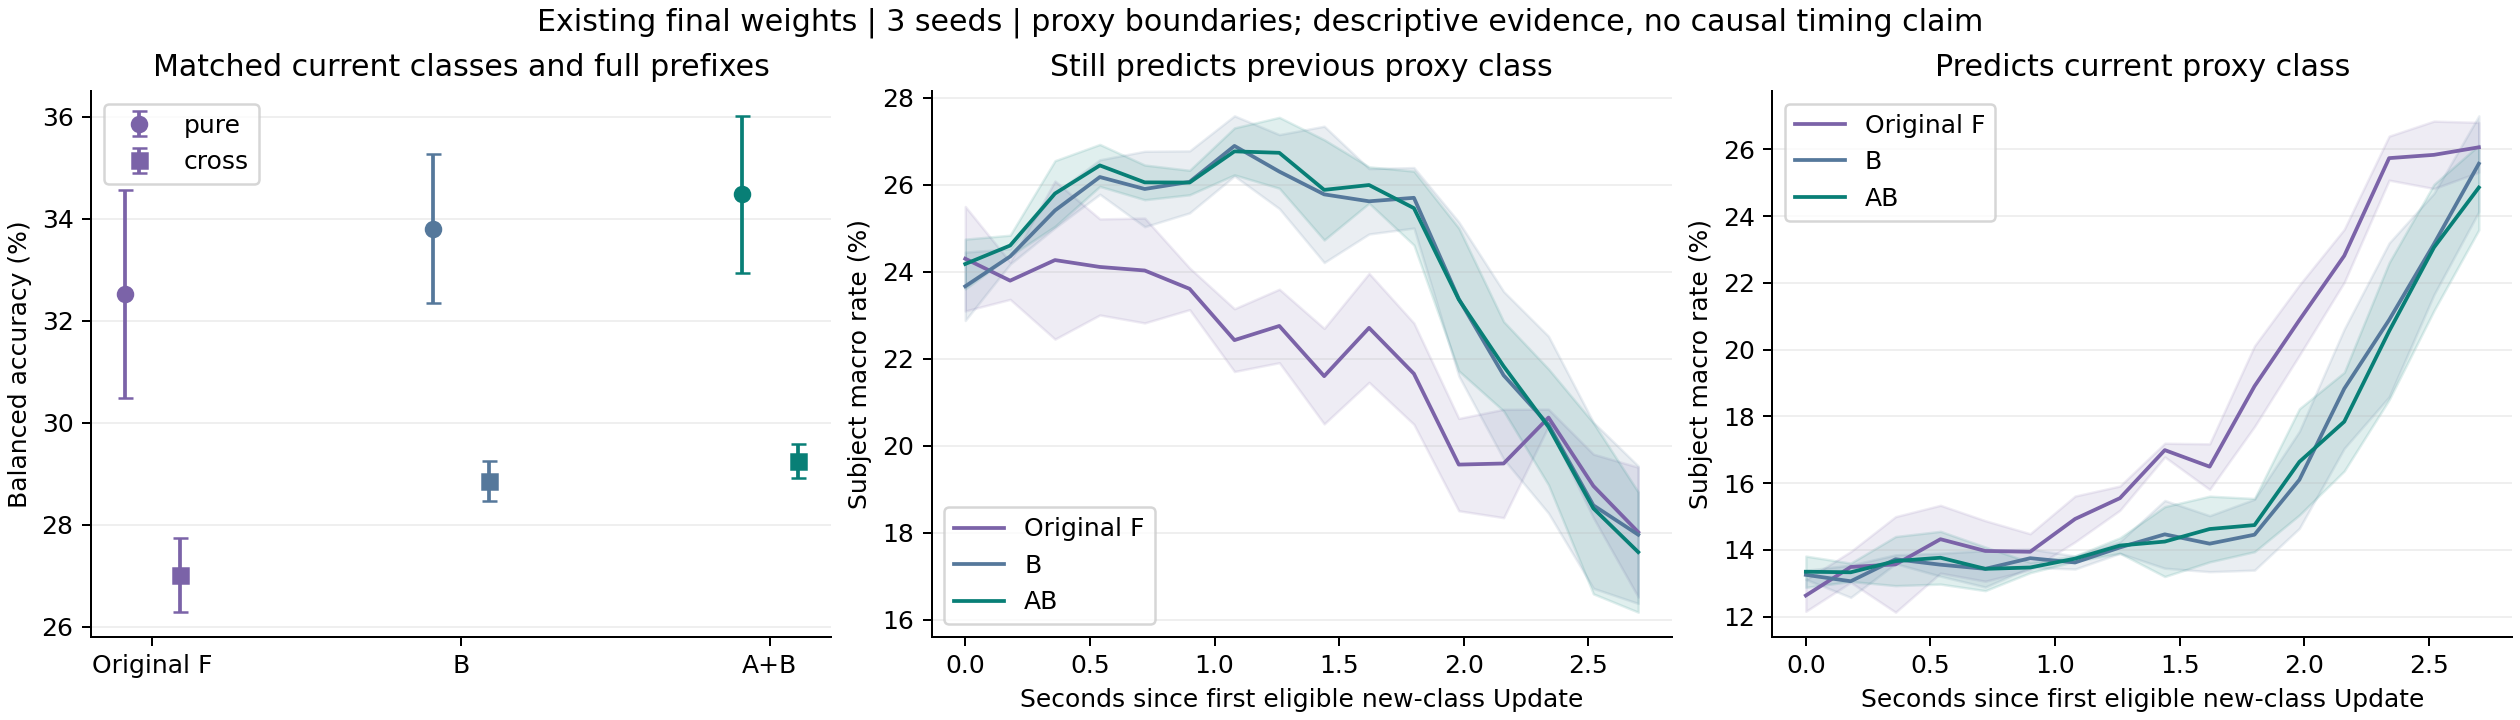 Existing final weights | 3 seeds | proxy boundaries; descriptive evidence, no causal timing claim
Matched current classes and full prefixes
Balanced accuracy (%)
36
34
32
30
28
26
pure
cross
Original F
B
A+B
Still predicts previous proxy class
Subject macro rate (%)
28
26
24
22
20
18
16
Original F
B
AB
0.0
0.5
1.0
1.5
2.0
2.5
Seconds since first eligible new-class Update
Predicts current proxy class
Subject macro rate (%)
26
24
22
20
18
16
14
12
Original F
B
AB
0.0
0.5
1.0
1.5
2.0
2.5
Seconds since first eligible new-class Update